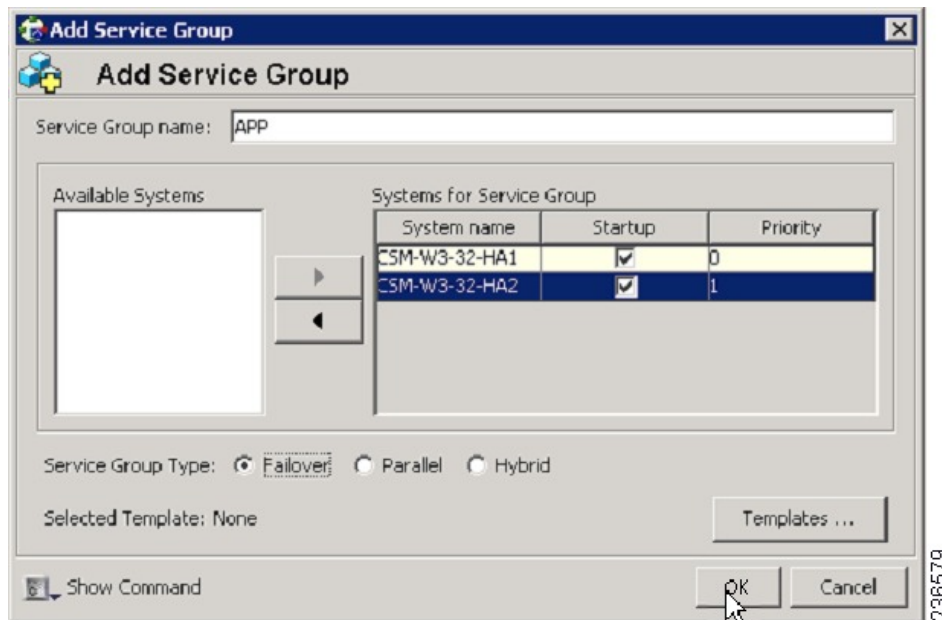 Add Service Group
Add Service Group
Service Group name: APP
Available Systems
Systems for Service Group
System name Startup Priority
CSM-W3-32-HA1 0
CSM-W3-32-HA2 1
Service Group Type: Failover Parallel Hybrid
Selected Template: None Templates ...
Show Command OK Cancel
236579